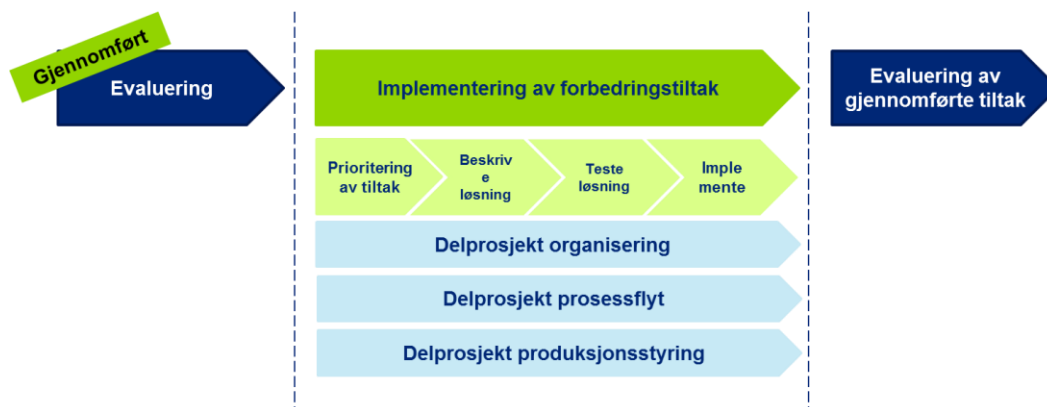 Gjennomført
Evaluering
Implementering av forbedringstiltak
Evaluering av
gjennomførte tiltak
Prioritering
av tiltak
Beskriv
e
løsning
Teste
løsning
Imple
mente
Delprosjekt organisering
Delprosjekt prosessflyt
Delprosjekt produksjonsstyring